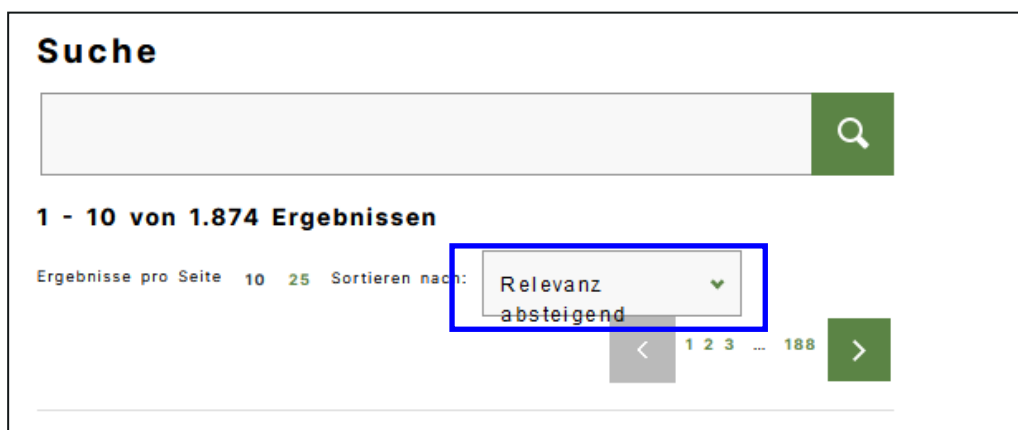 Suche
1 - 10 von 1.874 Ergebnissen
Ergebnisse pro Seite 10 25 Sortieren nach: Relevanz
absteigend
1 2 3 … 188